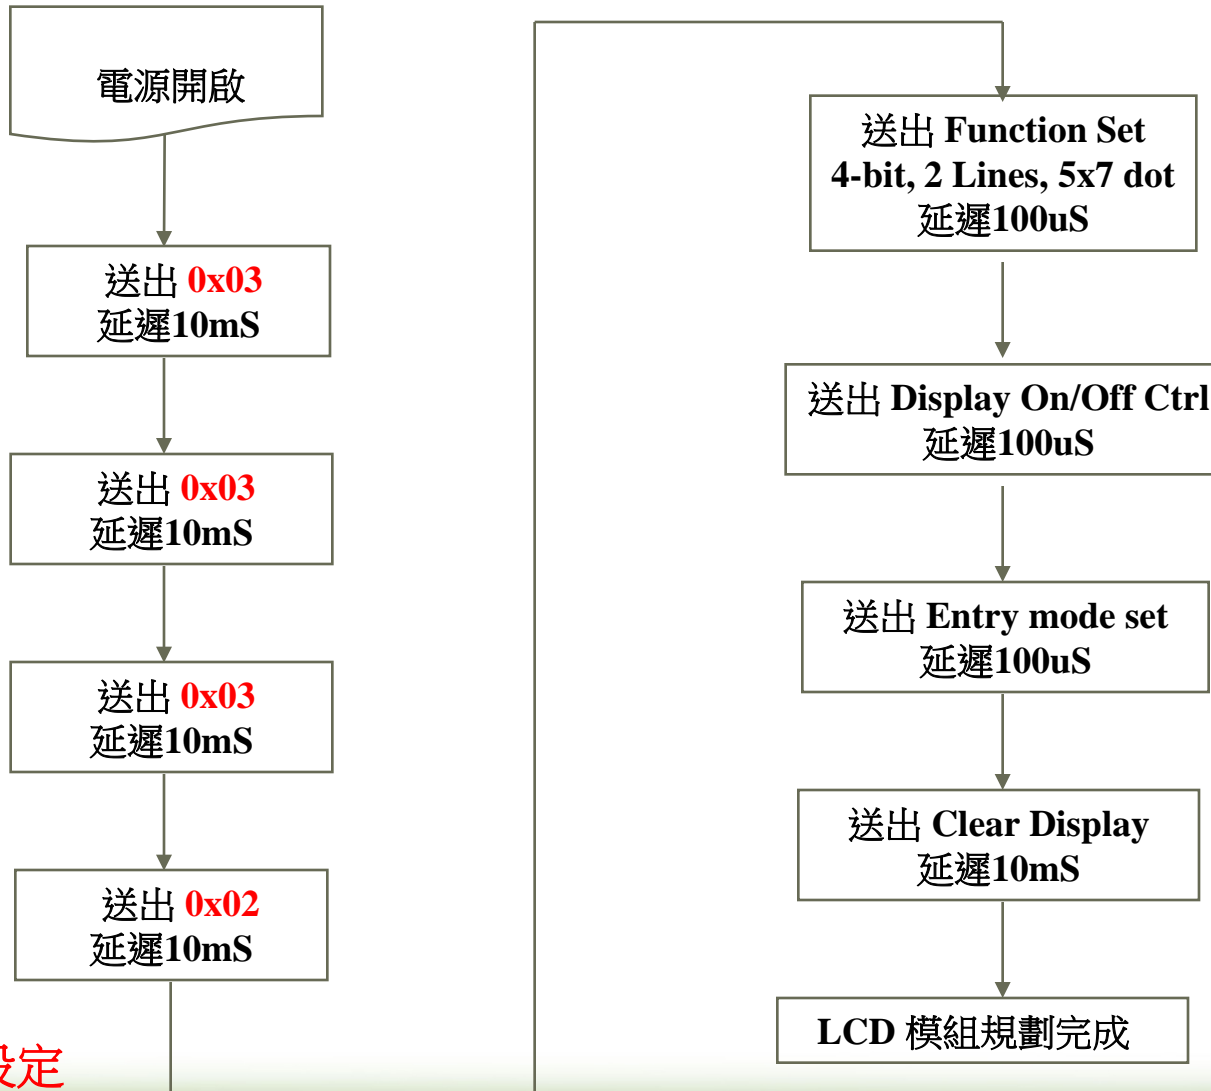 電源開啟
送出 0x03
延遲10mS
送出 0x03
延遲10mS
送出 0x03
延遲10mS
送出 0x02
延遲10mS
設定
送出 Function Set
4-bit, 2 Lines, 5x7 dot
延遲100uS
送出 Display On/Off Ctrl
延遲100uS
送出 Entry mode set
延遲100uS
送出 Clear Display
延遲10mS
LCD 模組規劃完成